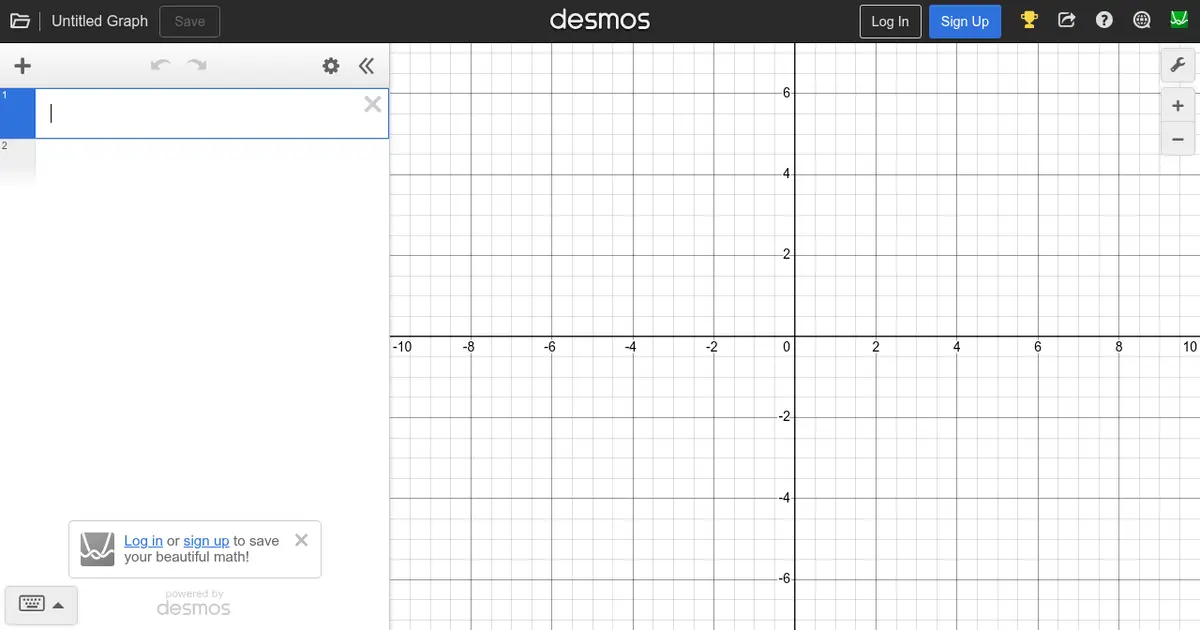 Untitled Graph
Save
desmos
Log In
Sign Up
1
2
Log in or sign up to save
your beautiful math!
powered by
desmos
6
4
2
-10 -8 -6 -4 -2 0 2 4 6 8 10
-2
-4
-6